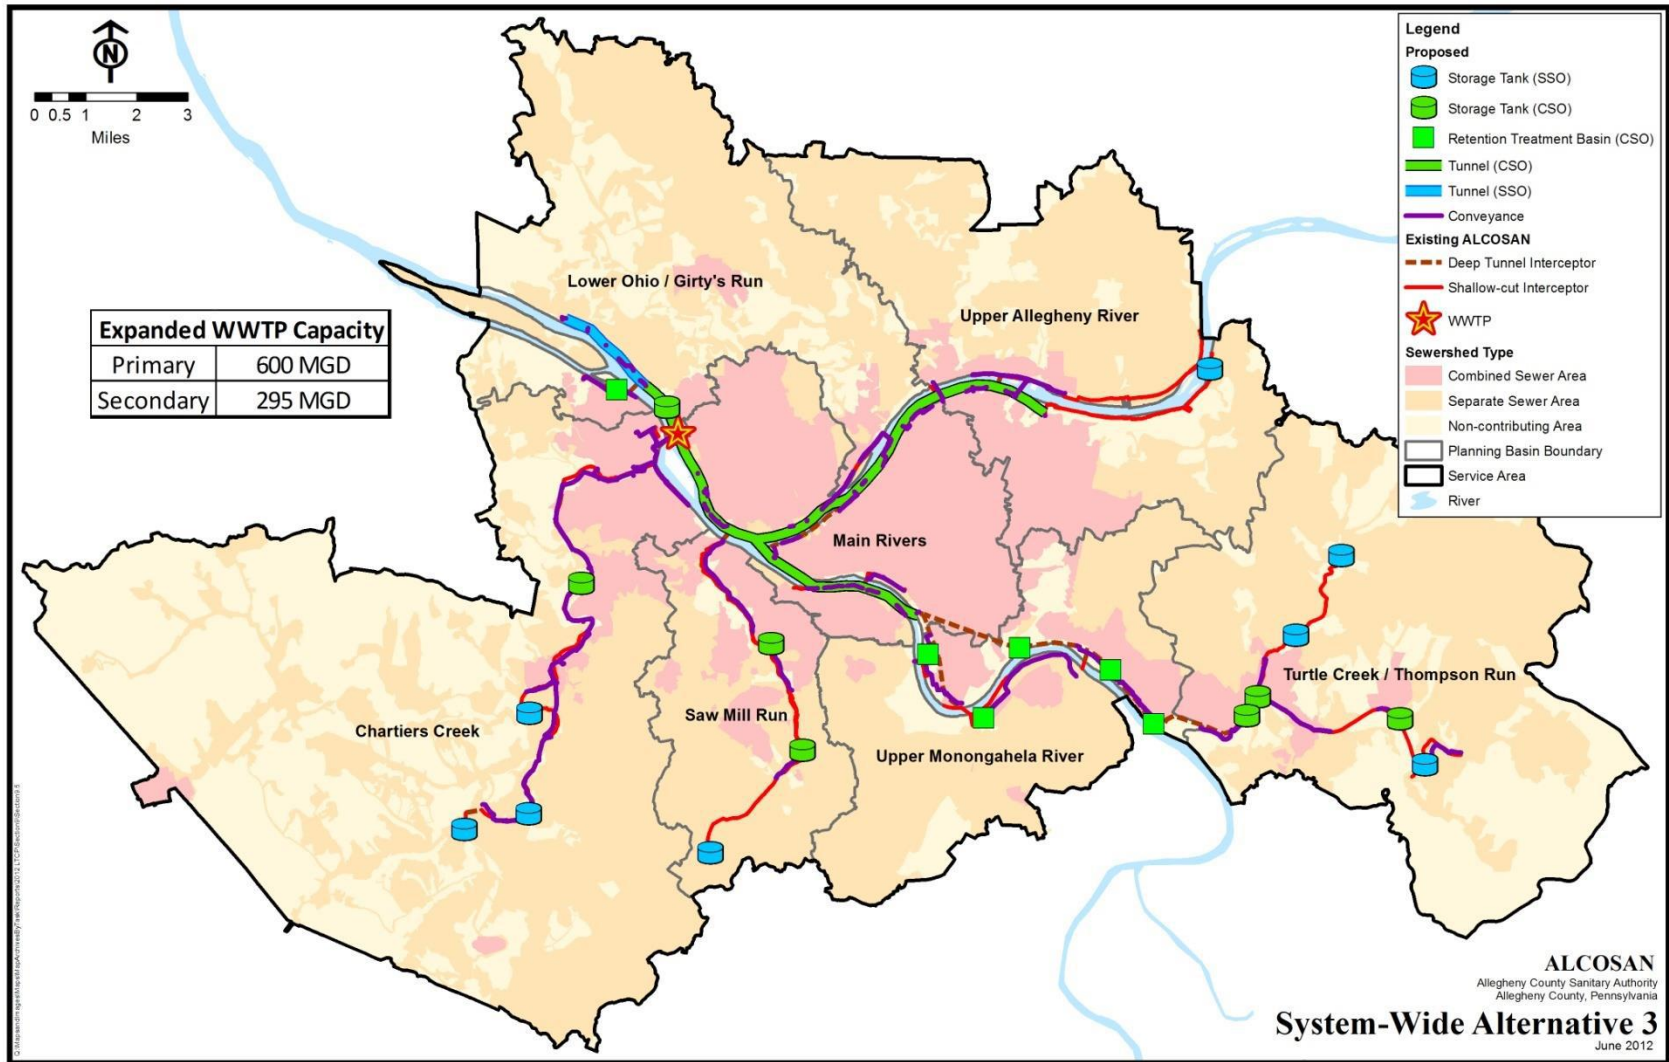 N
0 0.5 1 2 3
Miles
Expanded WWTP Capacity
Primary 600 MGD
Secondary 295 MGD
Lower Ohio / Girty's Run
Upper Allegheny River
Main Rivers
Chartiers Creek
Saw Mill Run
Upper Monongahela River
Turtle Creek / Thompson Run
Legend
Proposed
Storage Tank (SSO)
Storage Tank (CSO)
Retention Treatment Basin (CSO)
Tunnel (CSO)
Tunnel (SSO)
Conveyance
Existing ALCOSAN
Deep Tunnel Interceptor
Shallow-cut Interceptor
WWTP
Sewershed Type
Combined Sewer Area
Separate Sewer Area
Non-contributing Area
Planning Basin Boundary
Service Area
River
ALCOSAN
Allegheny County Sanitary Authority
Allegheny County, Pennsylvania
System-Wide Alternative 3
June 2012